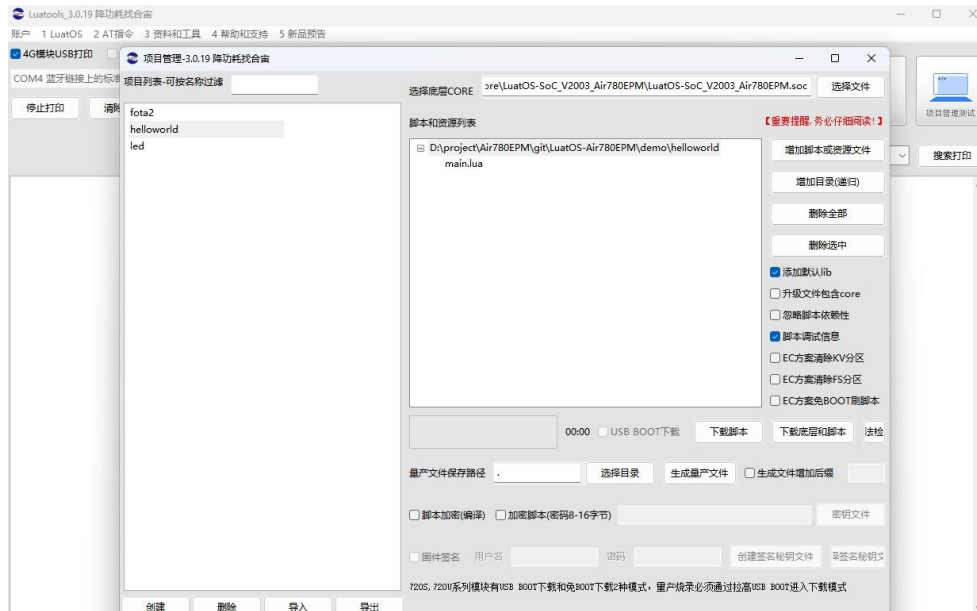 Luatools_3.0.19 降功耗找合宙
账户 1 LuatOS 2 AT指令 3 资料和工具 4 帮助和支持 5 新品预告
4G模块USB打印
COM4 蓝牙链接上的标准
停止打印 清除
项目管理测试
搜索打印
项目管理-3.0.19 降功耗找合宙
项目列表-可按名称过滤
fota2
helloworld
led
创建 删除 导入 导出
选择底层CORE ore\LuatOS-SoC_V2003_Air780EPM\LuatOS-SoC_V2003_Air780EPM.soc 选择文件
脚本和资源列表 【重要提醒,务必仔细阅读!】
D:\project\Air780EPM\git\LuatOS-Air780EPM\demo\helloworld
main.lua
增加脚本或资源文件
增加目录(递归)
删除全部
删除选中
添加默认lib
升级文件包含core
忽略脚本依赖性
脚本调试信息
EC方案清除KV分区
EC方案清除FS分区
EC方案免BOOT刷脚本
00:00 USB BOOT下载 下载脚本 下载底层和脚本 法检
量产文件保存路径 . 选择目录 生成量产文件 生成文件增加后缀
脚本加密(编译) 加密脚本(密码8-16字节) 密钥文件
固件签名 用户名 密码 创建签名秘钥文件 译签名秘钥文
720S,720U系列模块有USB BOOT下载和免BOOT下载2种模式，量产烧录必须通过拉高USB BOOT进入下载模式